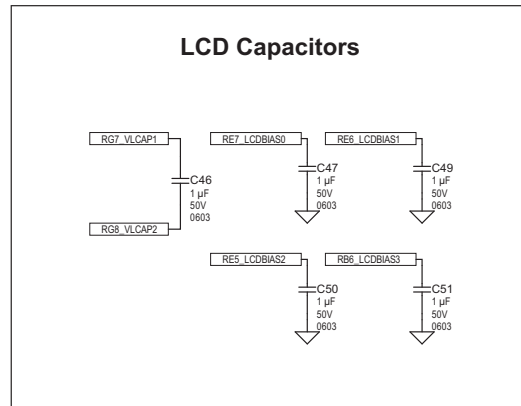 LCD Capacitors
RG7_VLCAP1
C46
1 µF
50V
0603
RG8_VLCAP2
RE7_LCDBIAS0
C47
1 µF
50V
0603
RE6_LCDBIAS1
C49
1 µF
50V
0603
RE5_LCDBIAS2
C50
1 µF
50V
0603
RB6_LCDBIAS3
C51
1 µF
50V
0603